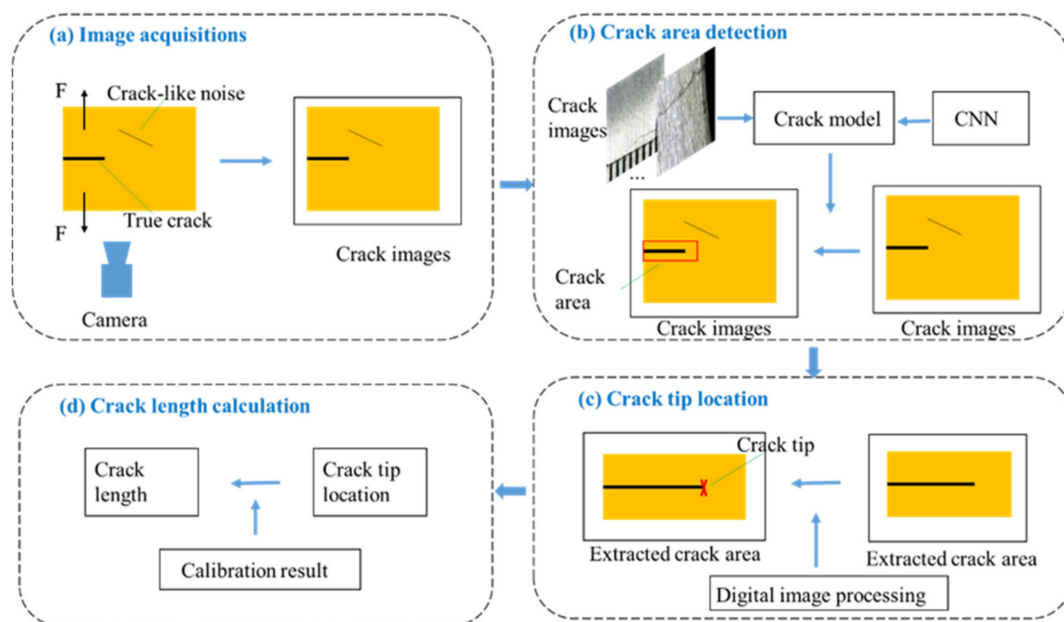 (a) Image acquisitions
F
Crack-like noise
F
True crack
Crack images
Camera
(b) Crack area detection
Crack
images
...
Crack model
CNN
Crack
area
Crack images
Crack images
(c) Crack tip location
Crack tip
Extracted crack area
Extracted crack area
Digital image processing
(d) Crack length calculation
Crack
length
Crack tip
location
Calibration result